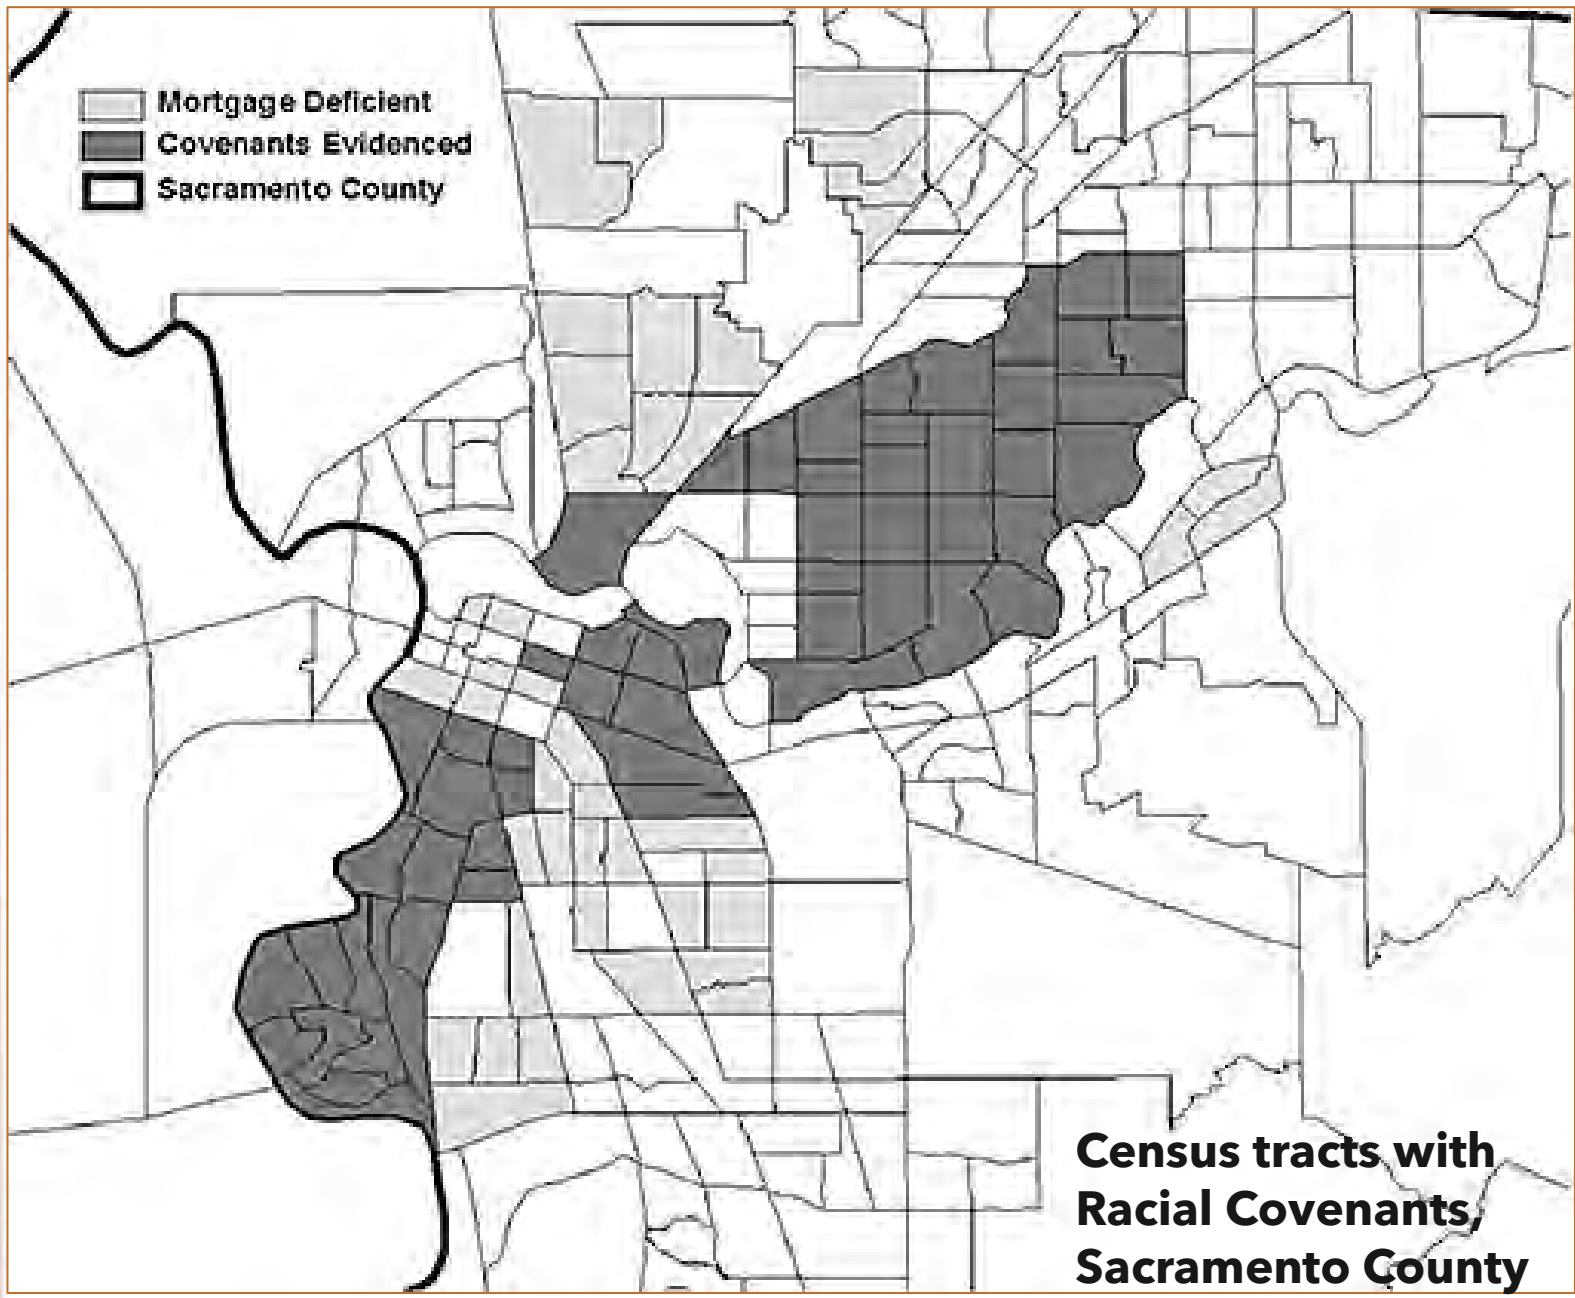 Mortgage Deficient
Covenants Evidenced
Sacramento County
Census tracts with
Racial Covenants,
Sacramento County